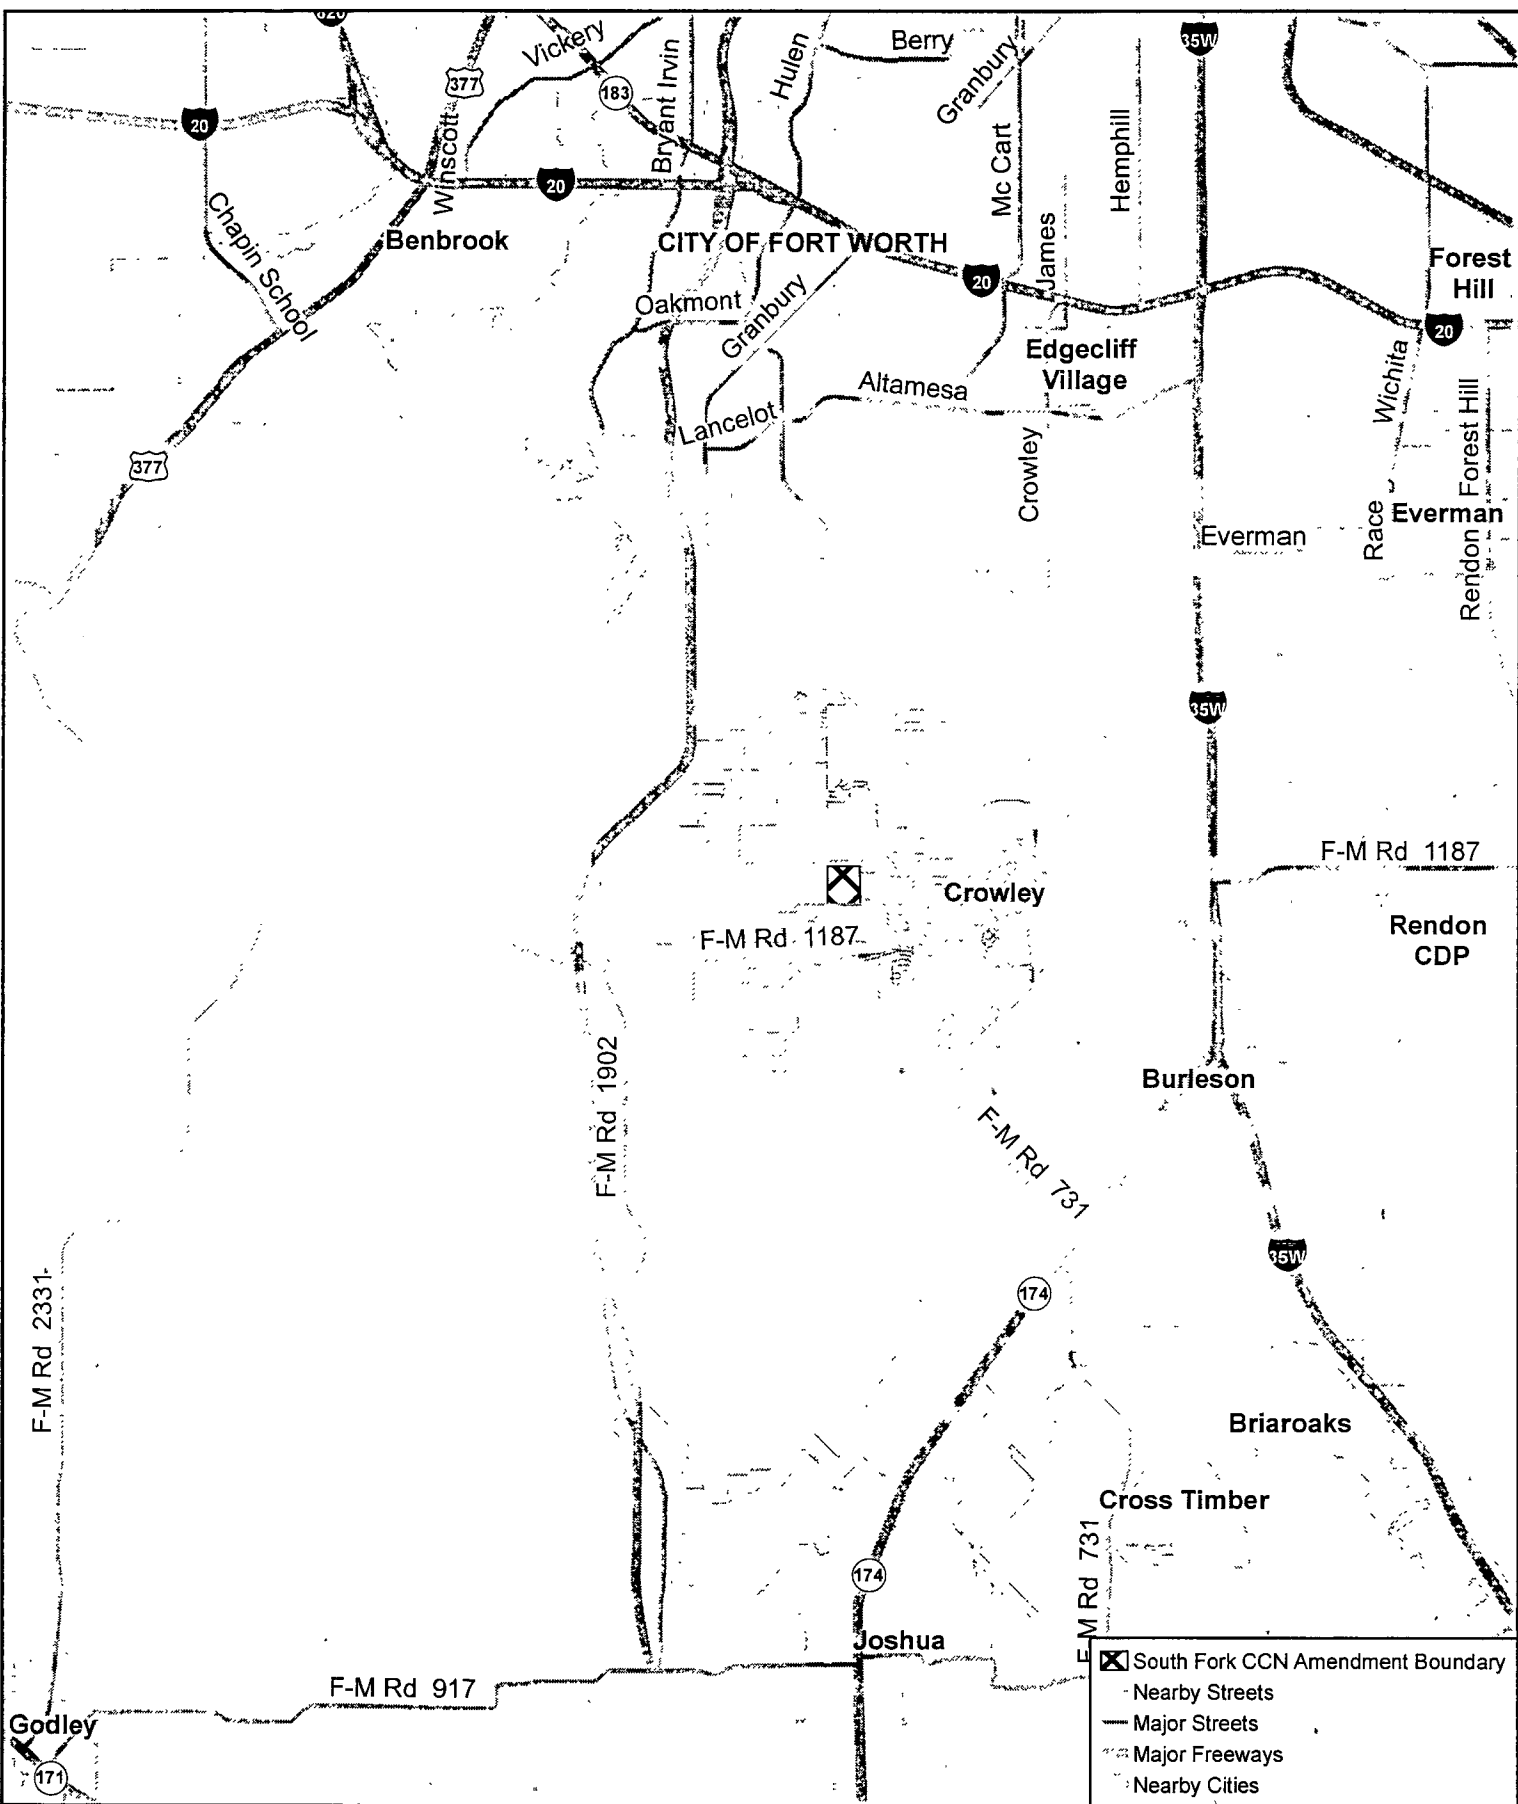 820
Vickery
Berry
35W
377
183
Bryant Irvin
Hulen
Granbury
20
Winscott
20
Mc Cart
Hemphill
Chapin School
Benbrook
CITY OF FORT WORTH
James
Forest
Hill
20
Oakmont
Granbury
20
Edgecliff
Village
Altamesa
Wichita
Lancelot
Rendon Forest Hill
377
Crowley
Race
Everman
Everman
35W
F-M Rd 1187
Crowley
F-M Rd 1187
Rendon
CDP
F-M Rd 1902
Burleson
F-M Rd 731
35W
174
F-M Rd 2331
Briaroaks
Cross Timber
F-M Rd 731
174
Joshua
F-M Rd 917
Godley
171
South Fork CCN Amendment Boundary
Nearby Streets
Major Streets
Major Freeways
Nearby Cities